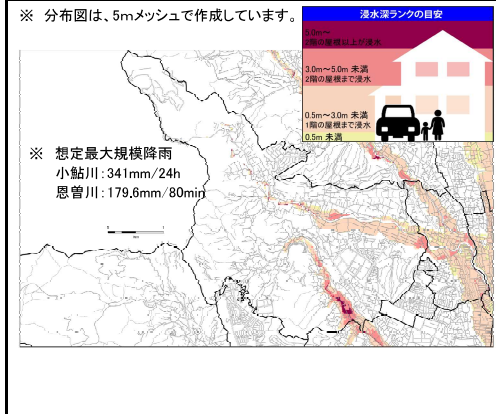 ※ 分布図は、5mメッシュで作成しています。
浸水深ランクの目安
5.0m～
2階の屋根以上が浸水
3.0m～5.0m 未満
2階の屋根まで浸水
0.5m～3.0m 未満
1階の屋根まで浸水
0.5m 未満
※ 想定最大規模降雨
小鮎川：341mm/24h
恩曽川：179.6mm/80min